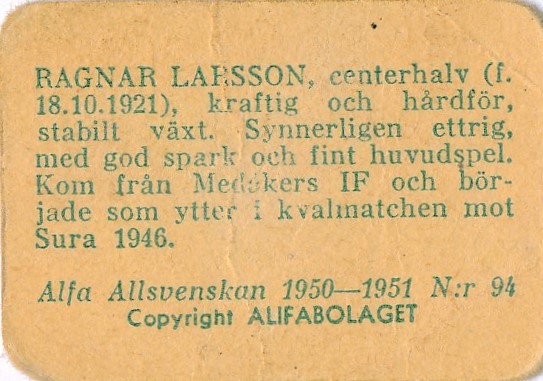 RAGNAR LARSSON, centerhalv (f.
18.10.1921), kraftig och hårdför,
stabilt växt. Synnerligen ettrig,
med god spark och fint huvudspel.
Kom från Medåkers IF och bör-
jade som ytter i kvalmatchen mot
Sura 1946.
Alfa Allsvenskan 1950—1951 N:r 94
Copyright ALIFABOLAGET